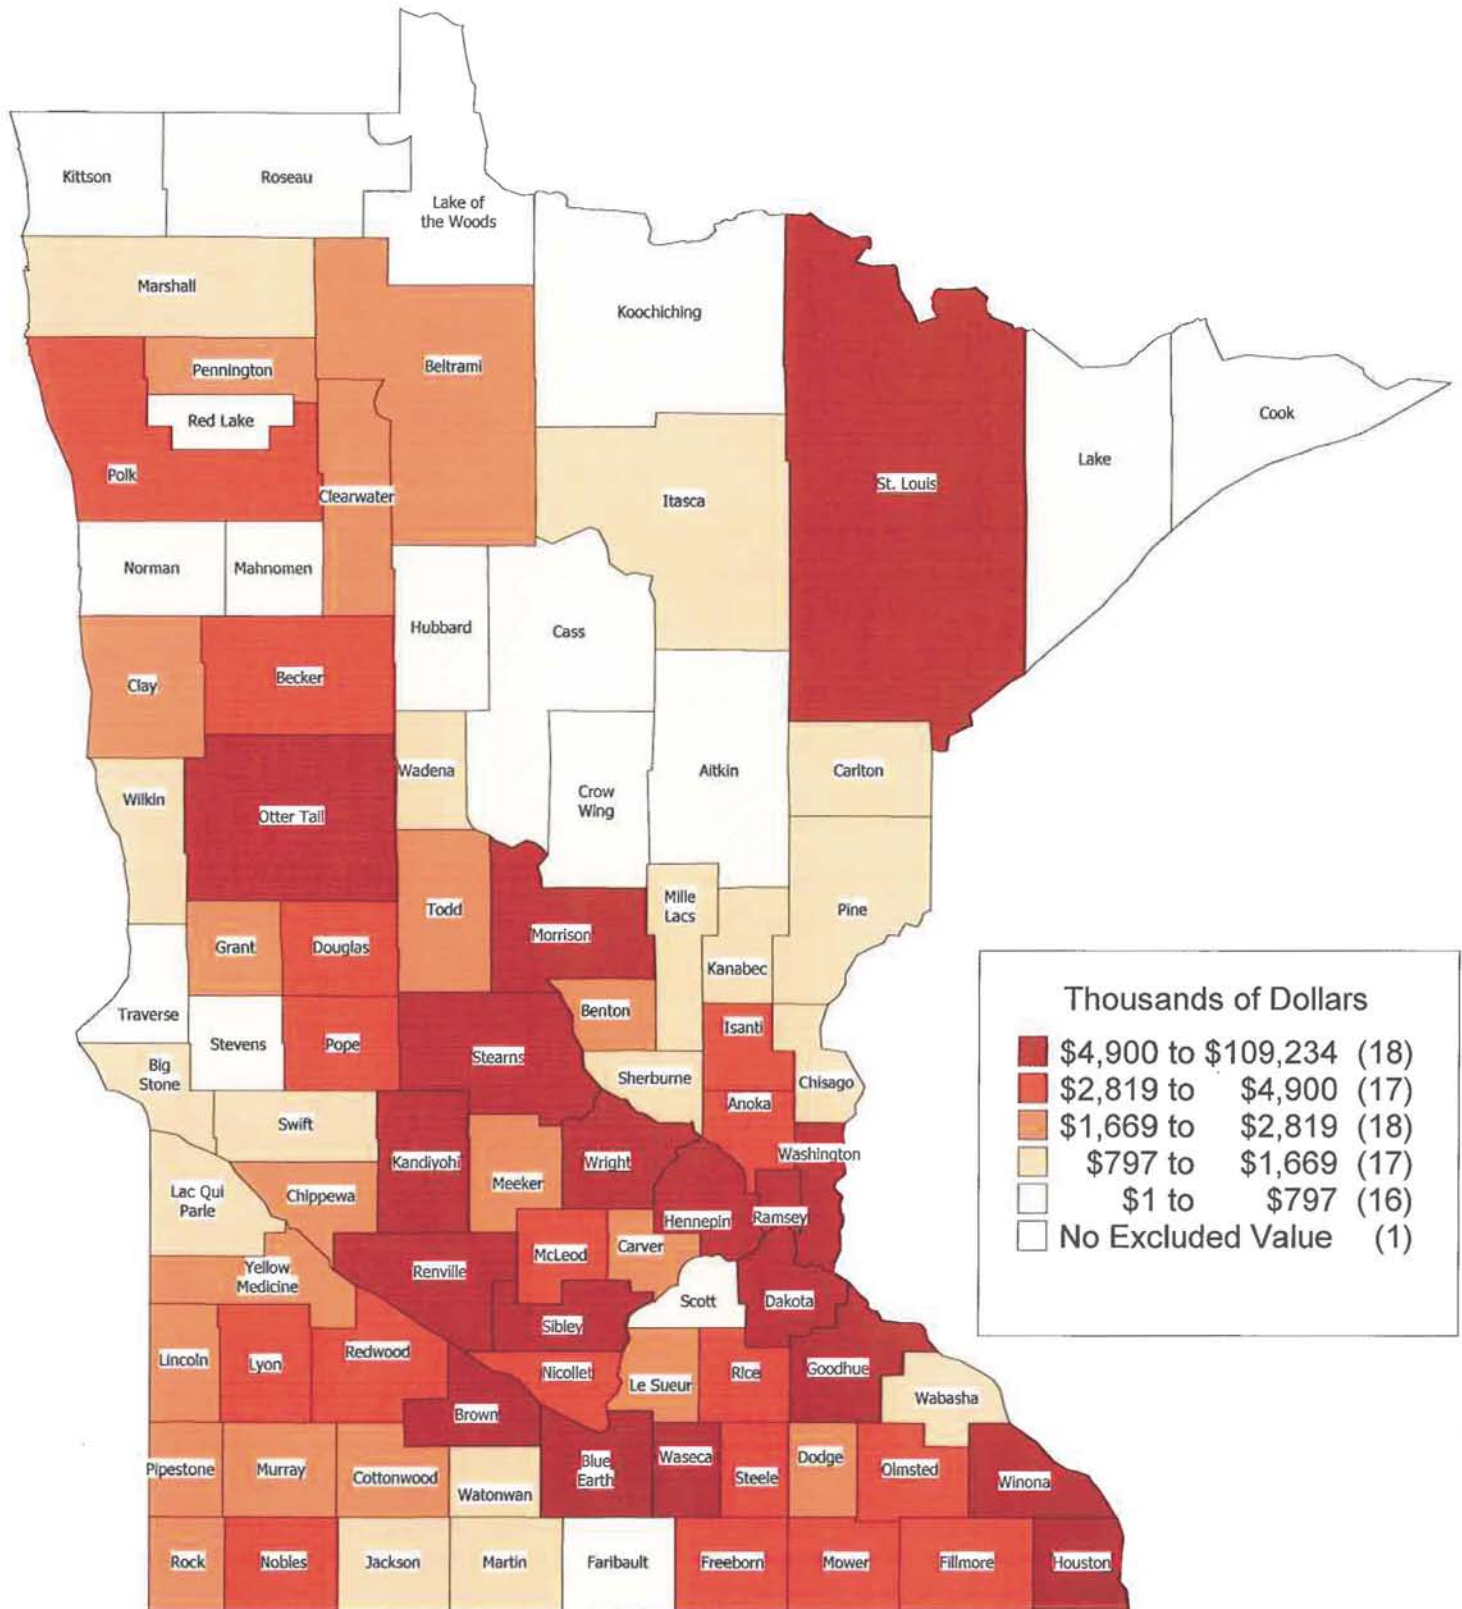 Kittson
Roseau
Lake of
the Woods
Marshall
Koochiching
Pennington
Beltrami
Red Lake
Cook
Lake
Polk
St. Louis
Clearwater
Itasca
Norman
Mahnomen
Hubbard
Cass
Clay
Becker
Wadena
Aitkin
Carlton
Wilkin
Crow
Wing
Otter Tail
Mille
Lacs
Todd
Pine
Morrison
Grant
Douglas
Kanabec
Traverse
Benton
Isanti
Stevens
Pope
Stearns
Big
Stone
Sherburne
Chisago
Anoka
Swift
Washington
Kandiyohi
Wright
Meeker
Lac Qui
Parle
Chippewa
Hennepin
Ramsey
McLeod
Carver
Yellow
Medicine
Renville
Scott
Dakota
Sibley
Lincoln
Lyon
Redwood
Nicollet
Le Sueur
Rice
Goodhue
Wabasha
Brown
Pipestone
Murray
Cottonwood
Watonwan
Blue
Earth
Waseca
Steele
Dodge
Olmsted
Winona
Rock
Nobles
Jackson
Martin
Faribault
Freeborn
Mower
Fillmore
Houston
Thousands of Dollars
$4,900 to $109,234 (18)
$2,819 to $4,900 (17)
$1,669 to $2,819 (18)
$797 to $1,669 (17)
$1 to $797 (16)
No Excluded Value (1)